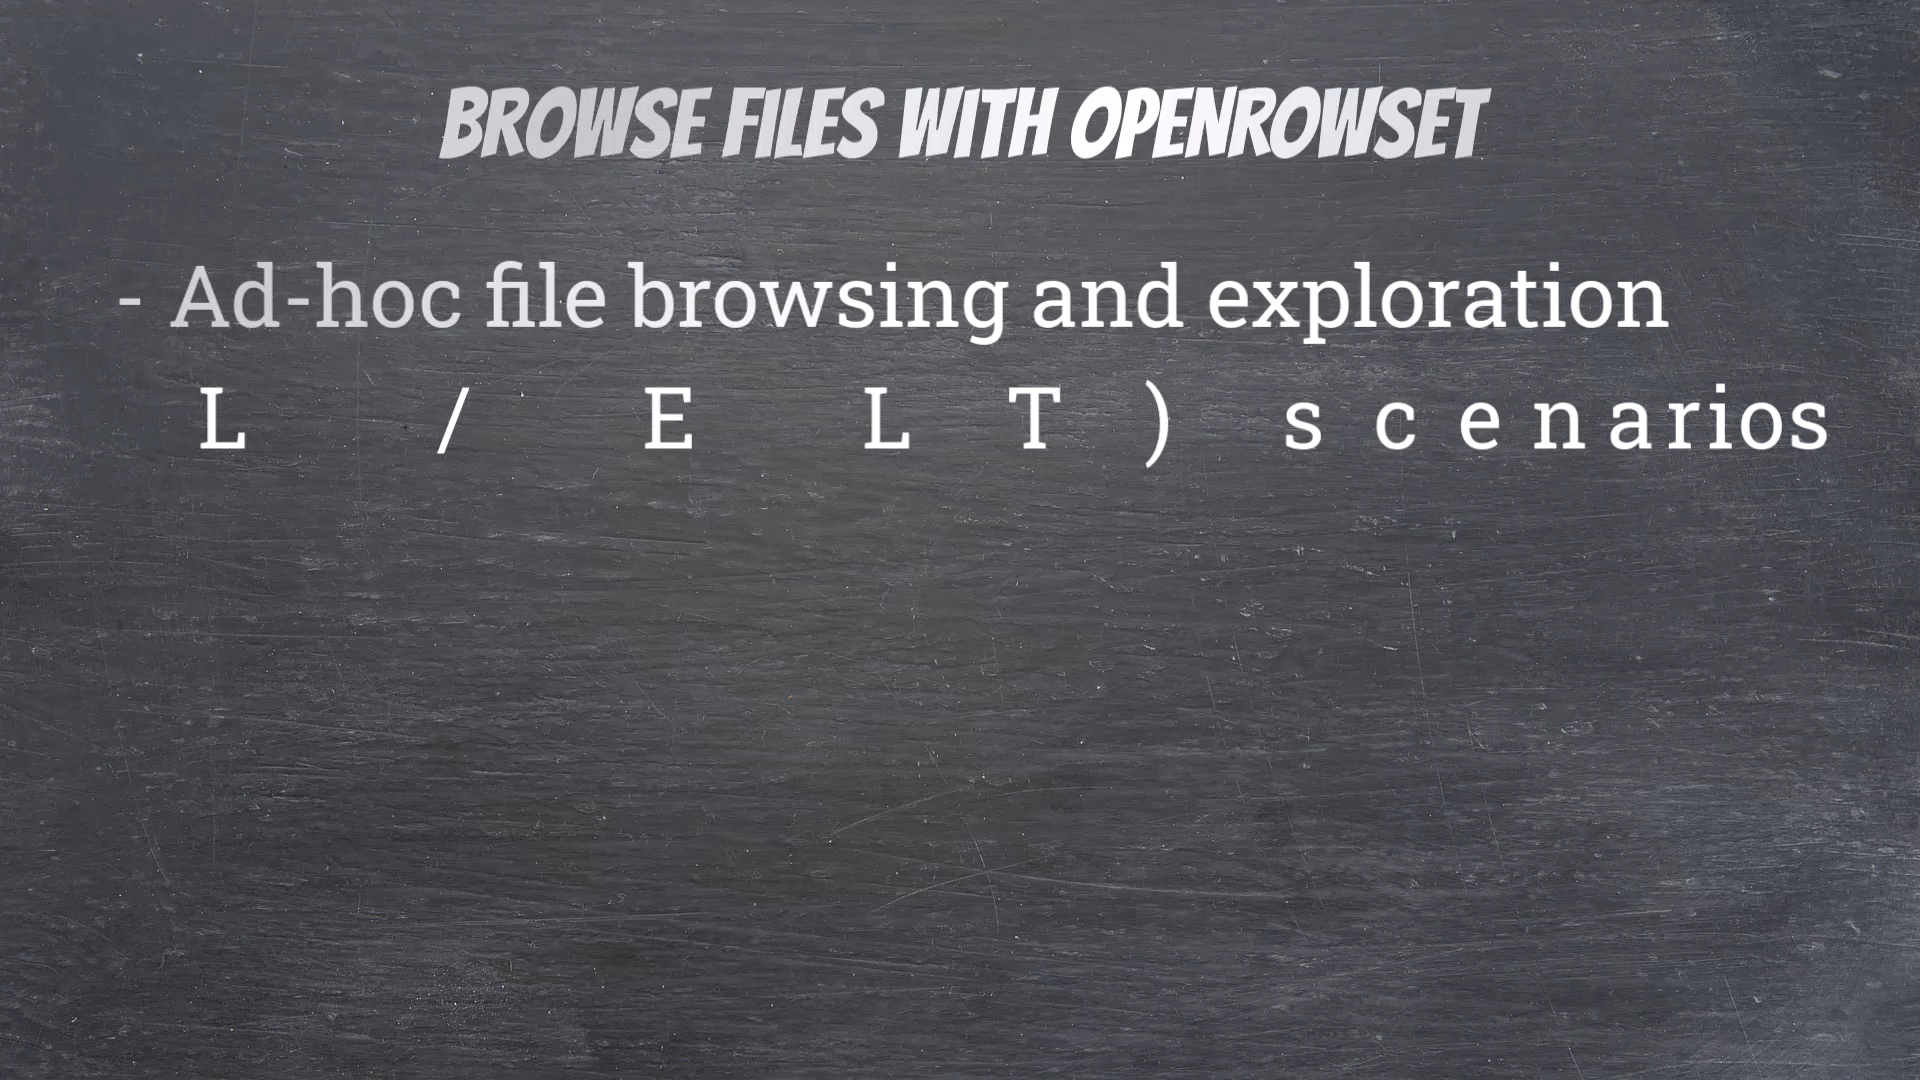 BROWSE FILES WITH OPENROWSET
- Ad-hoc file browsing and exploration
L / E L T ) scenarios